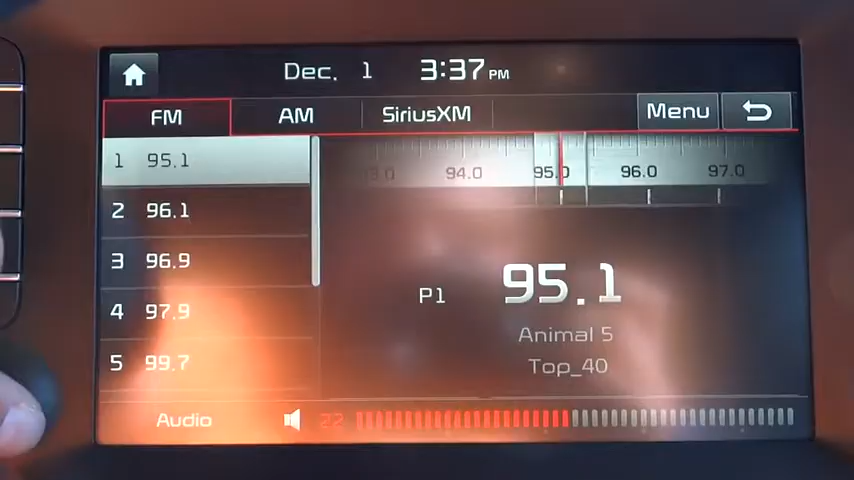 Dec. 1 3:37 PM
FM AM SiriusXM Menu
1 95.1
2 96.1
3 96.9
4 97.9
5 99.7
94.0 95.0 96.0 97.0
P1 95.1
Animal 5
Top_40
Audio 22